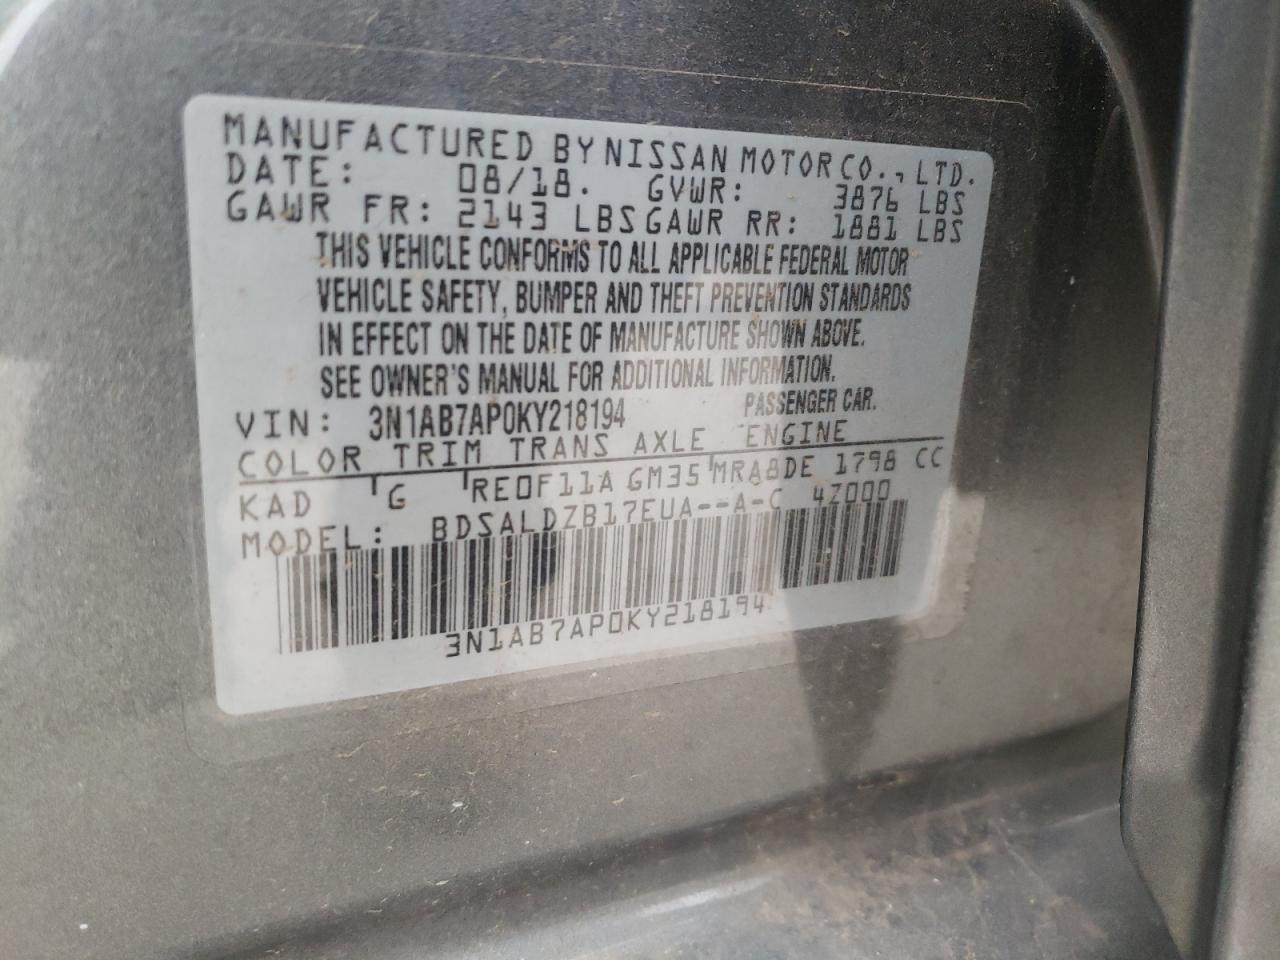 MANUFACTURED BY NISSAN MOTOR CO., LTD.
DATE: 08/18. GVWR: 3876 LBS
GAWR FR: 2143 LBS GAWR RR: 1881 LBS
THIS VEHICLE CONFORMS TO ALL APPLICABLE FEDERAL MOTOR
VEHICLE SAFETY, BUMPER AND THEFT PREVENTION STANDARDS
IN EFFECT ON THE DATE OF MANUFACTURE SHOWN ABOVE.
SEE OWNER'S MANUAL FOR ADDITIONAL INFORMATION.
VIN: 3N1AB7AP0KY218194 PASSENGER CAR.
COLOR TRIM TRANS AXLE ENGINE
KAD G RE0F11A GM35 MRA8DE 1798 CC
MODEL: BDSALDZB17EUA--A-C 4Z000
3N1AB7AP0KY218194